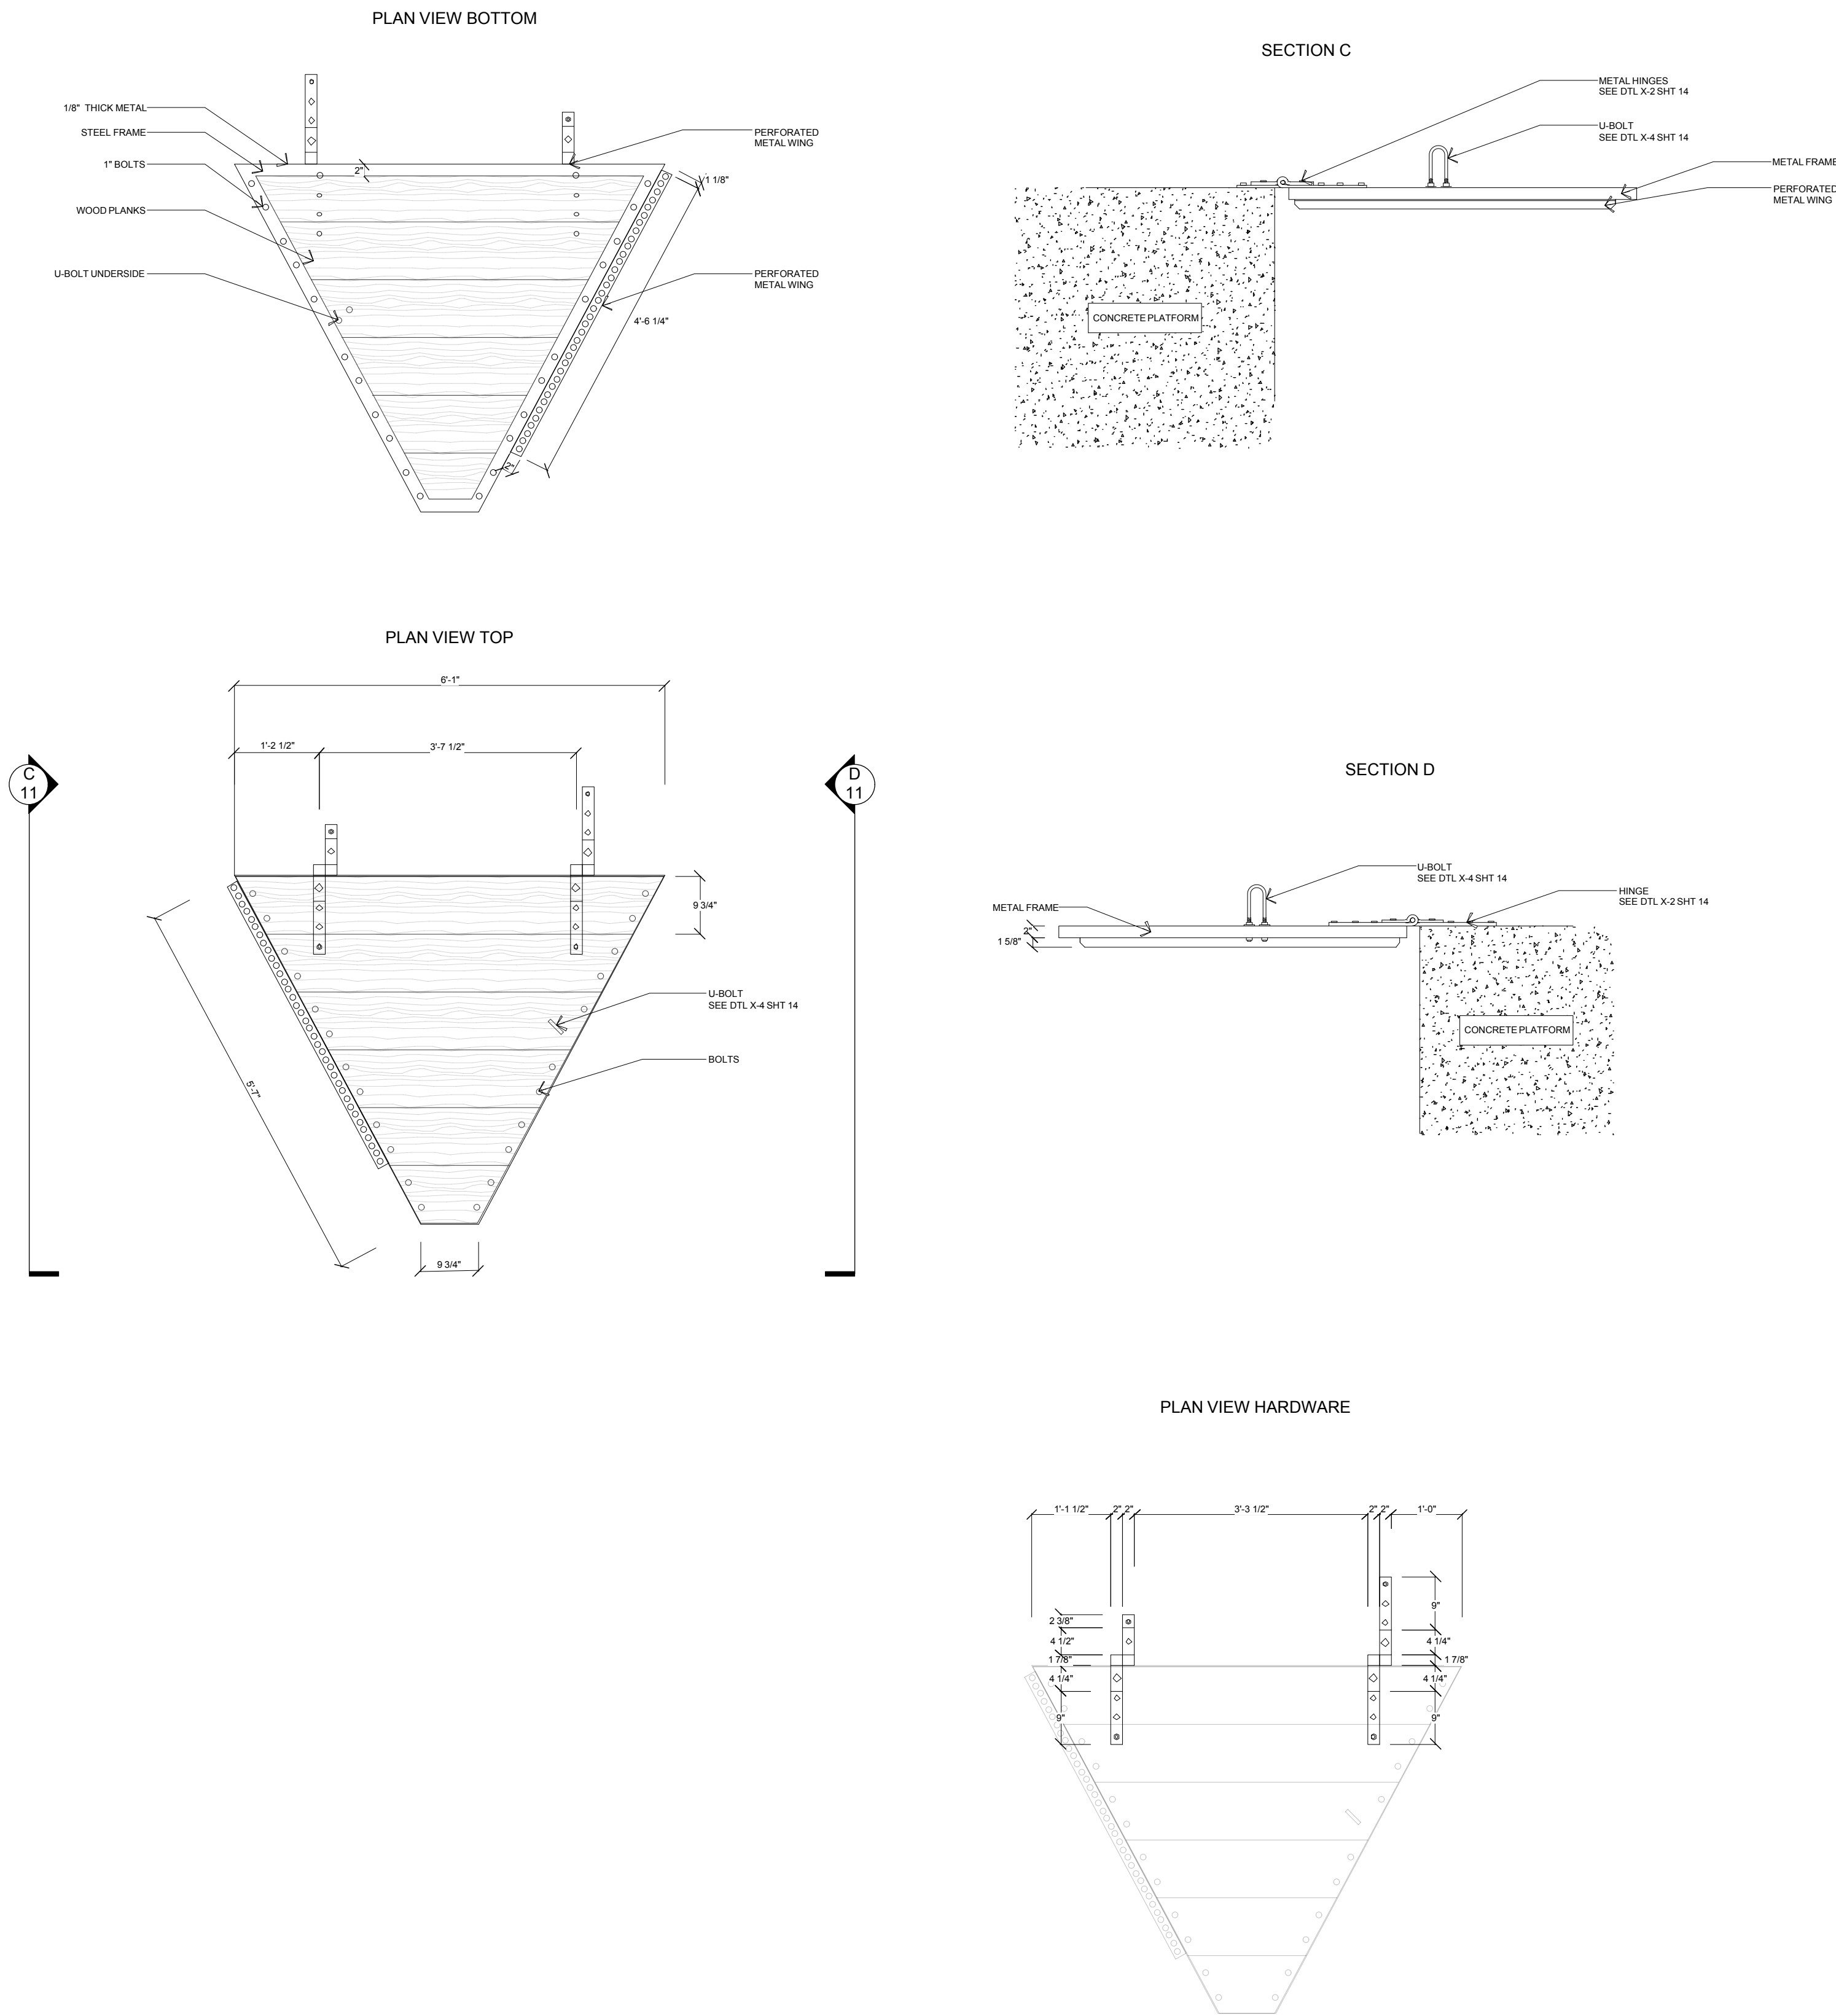 PLAN VIEW BOTTOM
1/8" THICK METAL
STEEL FRAME
1" BOLTS
WOOD PLANKS
U-BOLT UNDERSIDE
2"
PERFORATED
METAL WING
1 1/8"
PERFORATED
METAL WING
4'-6 1/4"
2"
SECTION C
METAL HINGES
SEE DTL X-2 SHT 14
U-BOLT
SEE DTL X-4 SHT 14
METAL FRAME
PERFORATED
METAL WING
CONCRETE PLATFORM
PLAN VIEW TOP
6'-1"
1'-2 1/2"
3'-7 1/2"
C
11
D
11
9 3/4"
U-BOLT
SEE DTL X-4 SHT 14
BOLTS
5'-7"
9 3/4"
SECTION D
U-BOLT
SEE DTL X-4 SHT 14
HINGE
SEE DTL X-2 SHT 14
METAL FRAME
2"
1 5/8"
CONCRETE PLATFORM
PLAN VIEW HARDWARE
1'-1 1/2"
2"
2"
3'-3 1/2"
2"
2"
1'-0"
2 3/8"
4 1/2"
1 7/8"
4 1/4"
9"
9"
4 1/4"
1 7/8"
4 1/4"
9"